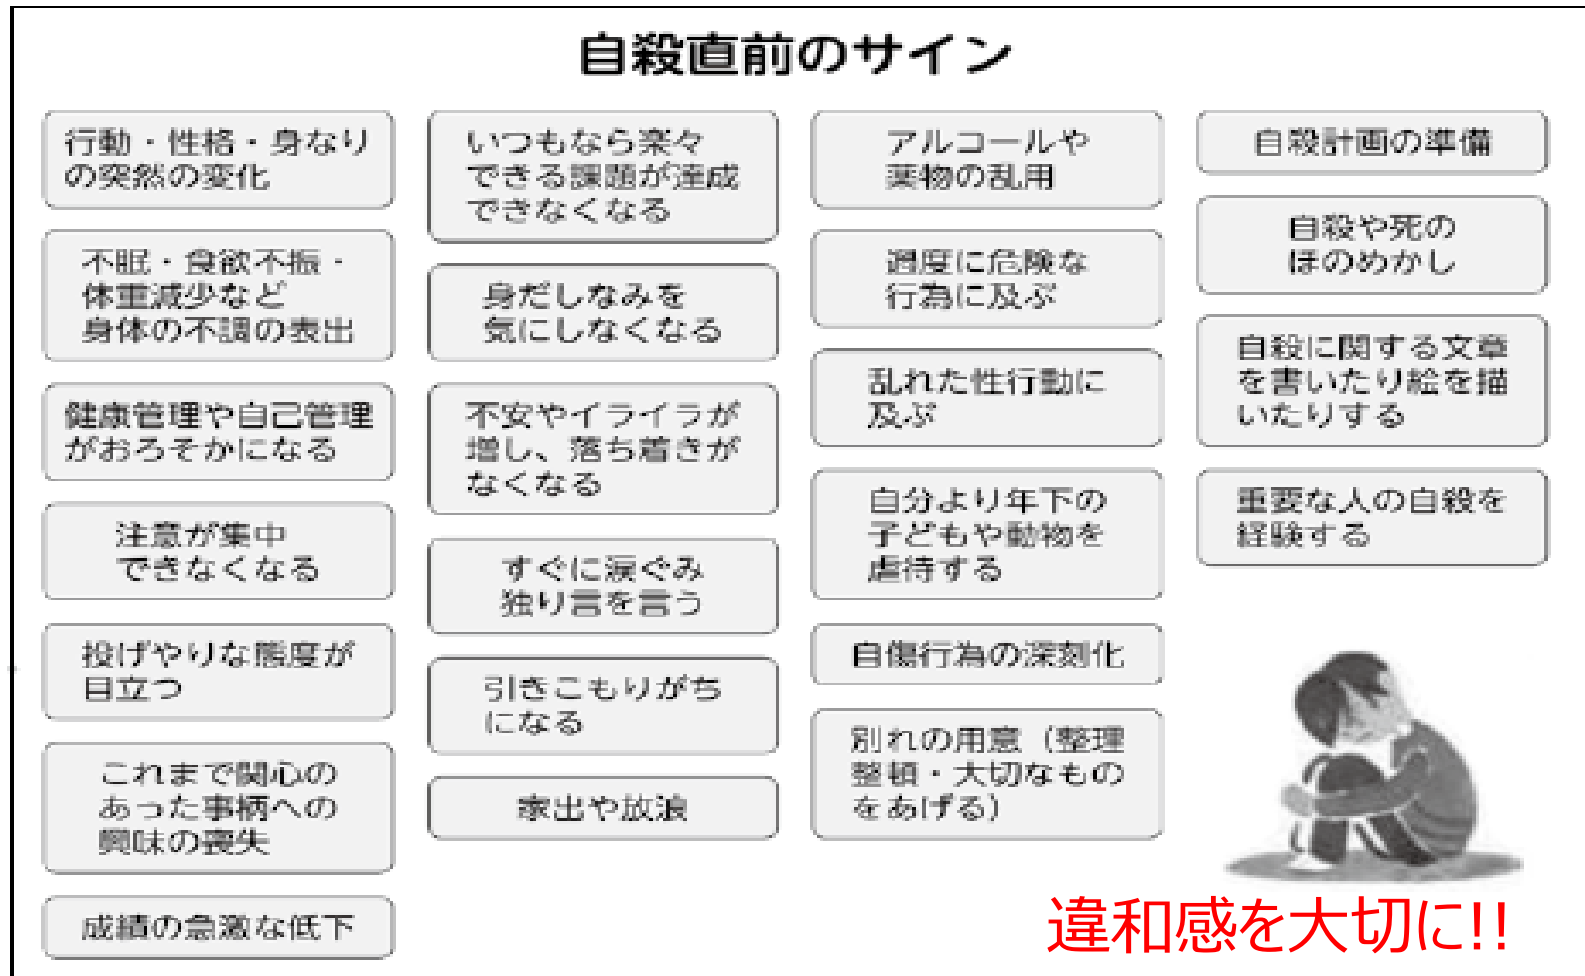 自殺直前のサイン
行動・性格・身なり
の突然の変化
不眠・食欲不振・
体重減少など
身体の不調の表出
健康管理や自己管理
がおろそかになる
注意が集中
できなくなる
投げやりな態度が
目立つ
これまで関心の
あった事柄への
興味の喪失
成績の急激な低下
いつもなら楽々
できる課題が達成
できなくなる
身だしなみを
気にしなくなる
不安やイライラが
増し、落ち着きが
なくなる
すぐに涙ぐみ
独り言を言う
引きこもりがち
になる
家出や放浪
アルコールや
薬物の乱用
過度に危険な
行為に及ぶ
乱れた性行動に
及ぶ
自分より年下の
子どもや動物を
虐待する
自傷行為の深刻化
別れの用意（整理
整頓・大切なもの
をあげる）
自殺計画の準備
自殺や死の
ほのめかし
自殺に関する文章
を書いたり絵を描
いたりする
重要な人の自殺を
経験する
違和感を大切に!!